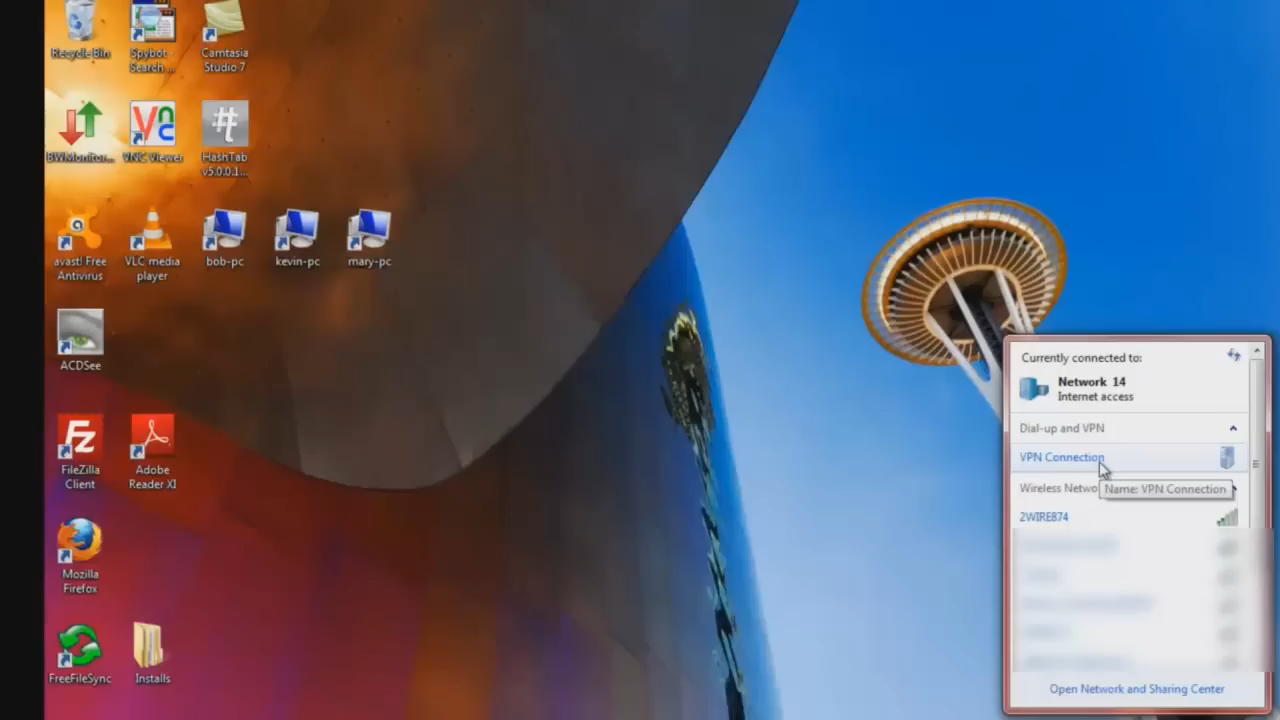 Recycle Bin
Spybot -
Search ...
Camtasia
Studio 7
BWMonitor...
VNC Viewer
HashTab
v5.0.0.1...
avast! Free
Antivirus
VLC media
player
bob-pc
kevin-pc
mary-pc
ACDSee
FileZilla
Client
Adobe
Reader XI
Mozilla
Firefox
FreeFileSync
Installs
Currently connected to:
Network 14
Internet access
Dial-up and VPN
VPN Connection
Wireless Netwo
Name: VPN Connection
2WIRE874
Open Network and Sharing Center